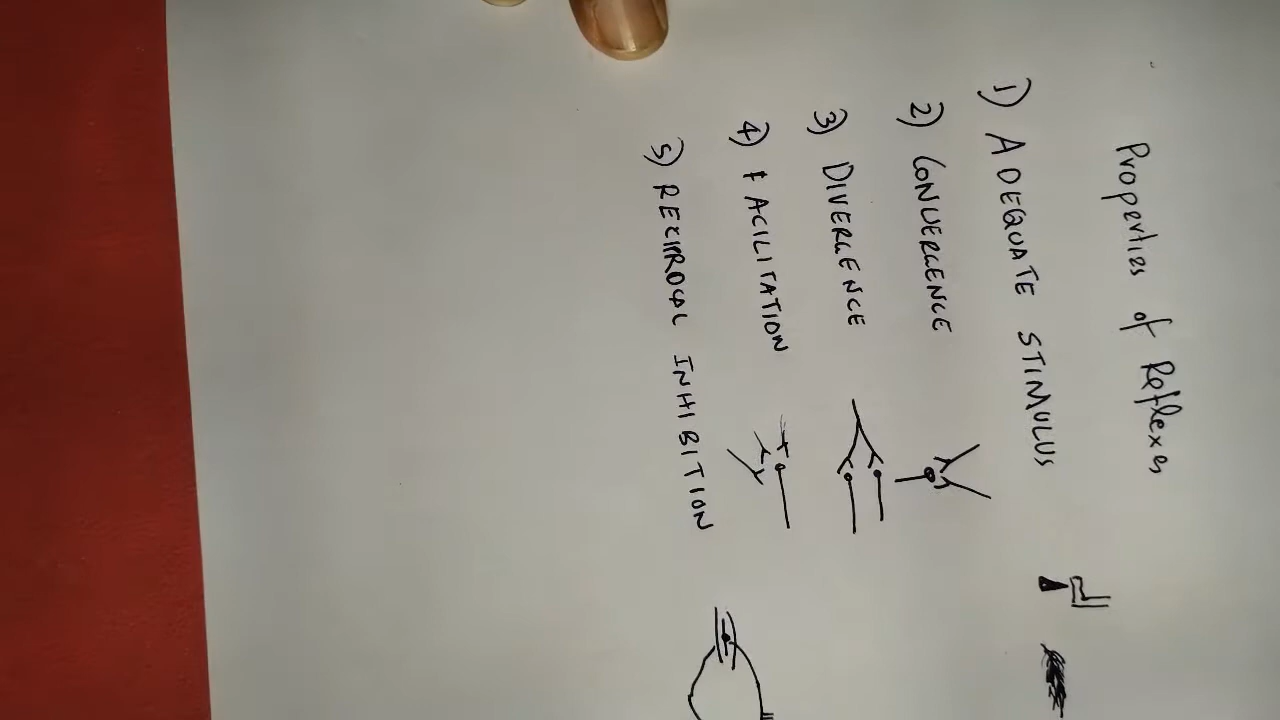 Properties of Reflexes
1) ADEQUATE STIMULUS
2) CONVERGENCE
3) DIVERGENCE
4) FACILITATION
5) RECIPROCAL INHIBITION